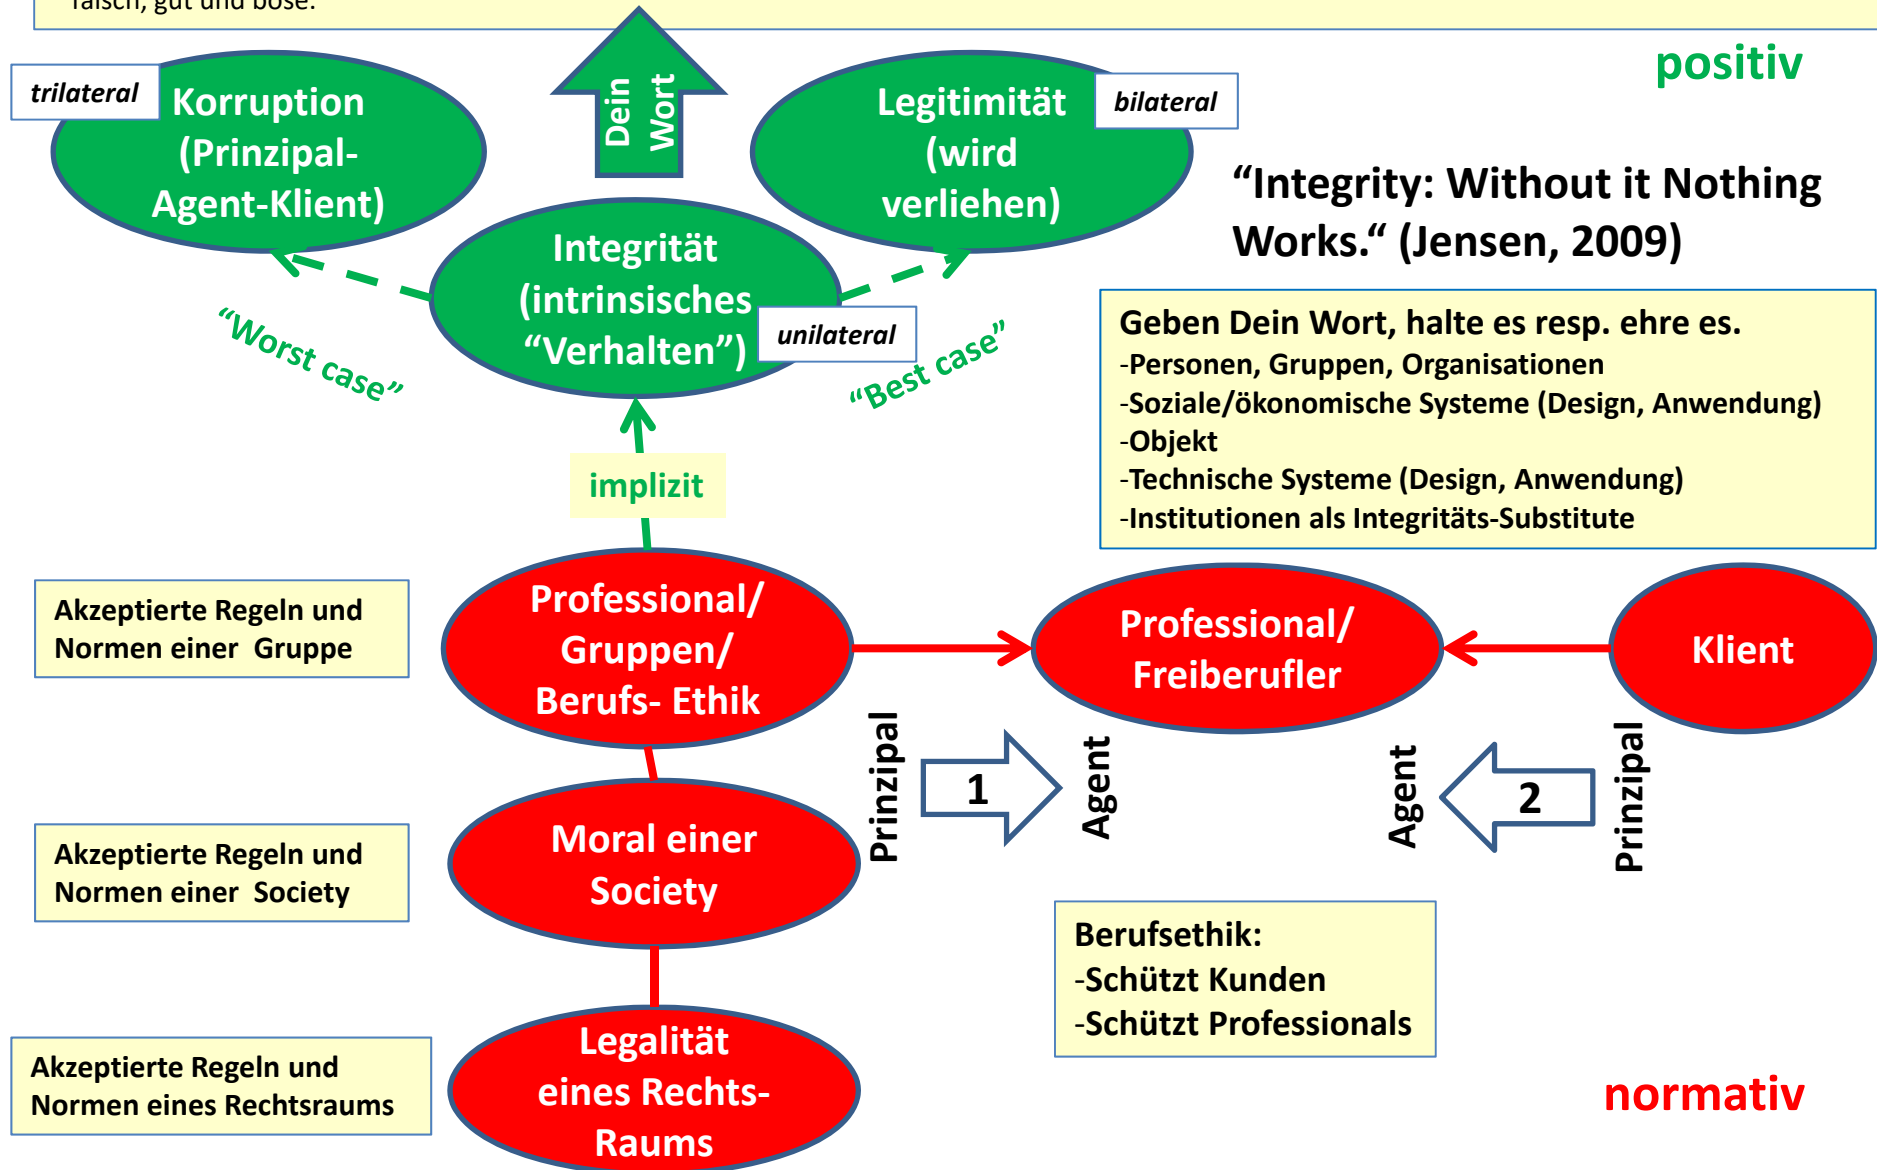 falsch, gut und böse.
positiv
trilateral
Korruption
(Prinzipal-
Agent-Klient)
Dein
Wort
Legitimität
(wird
verliehen)
bilateral
“Integrity: Without it Nothing
Works.“ (Jensen, 2009)
Integrität
(intrinsisches
“Verhalten”)
unilateral
“Worst case”
“Best case”
Geben Dein Wort, halte es resp. ehre es.
-Personen, Gruppen, Organisationen
-Soziale/ökonomische Systeme (Design, Anwendung)
-Objekt
-Technische Systeme (Design, Anwendung)
-Institutionen als Integritäts-Substitute
implizit
Akzeptierte Regeln und
Normen einer Gruppe
Professional/
Gruppen/
Berufs- Ethik
Professional/
Freiberufler
Klient
Prinzipal
1
Agent
Agent
2
Prinzipal
Akzeptierte Regeln und
Normen einer Society
Moral einer
Society
Berufsethik:
-Schützt Kunden
-Schützt Professionals
Akzeptierte Regeln und
Normen eines Rechtsraums
Legalität
eines Rechts-
Raums
normativ